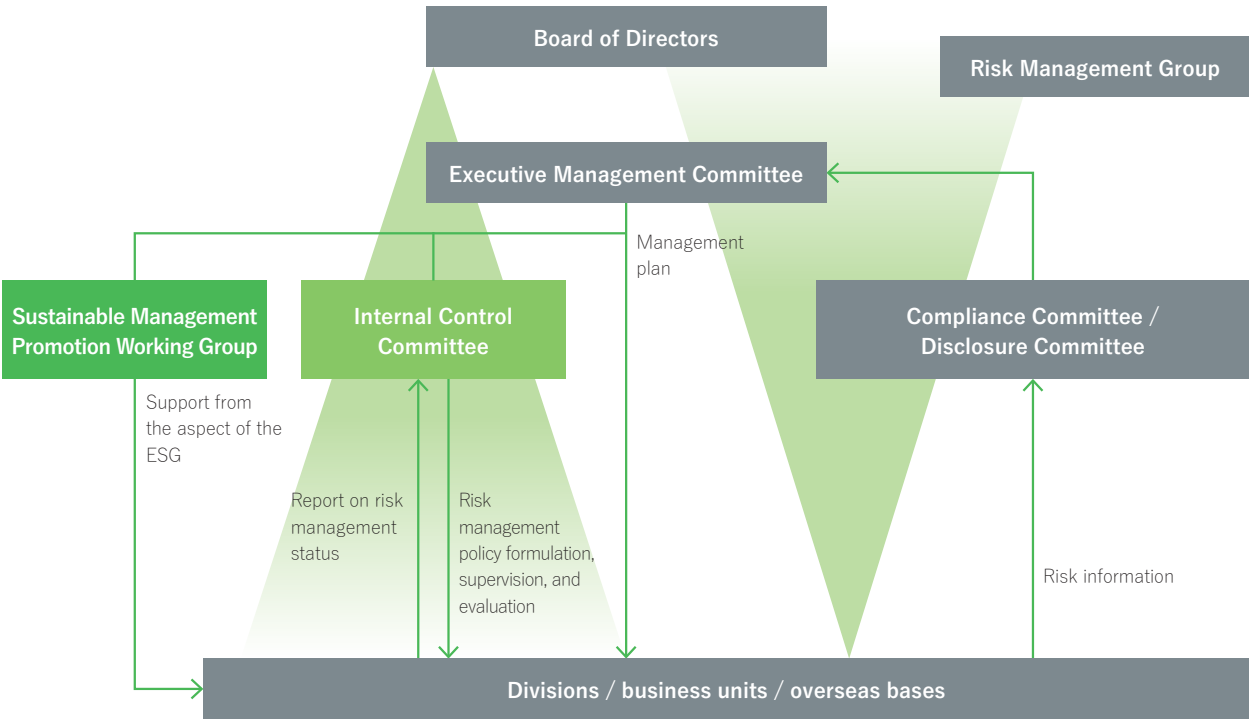 Board of Directors
Risk Management Group
Executive Management Committee
Management
plan
Sustainable Management
Promotion Working Group
Internal Control
Committee
Compliance Committee /
Disclosure Committee
Support from
the aspect of the
ESG
Report on risk
management
status
Risk
management
policy formulation,
supervision, and
evaluation
Risk information
Divisions / business units / overseas bases